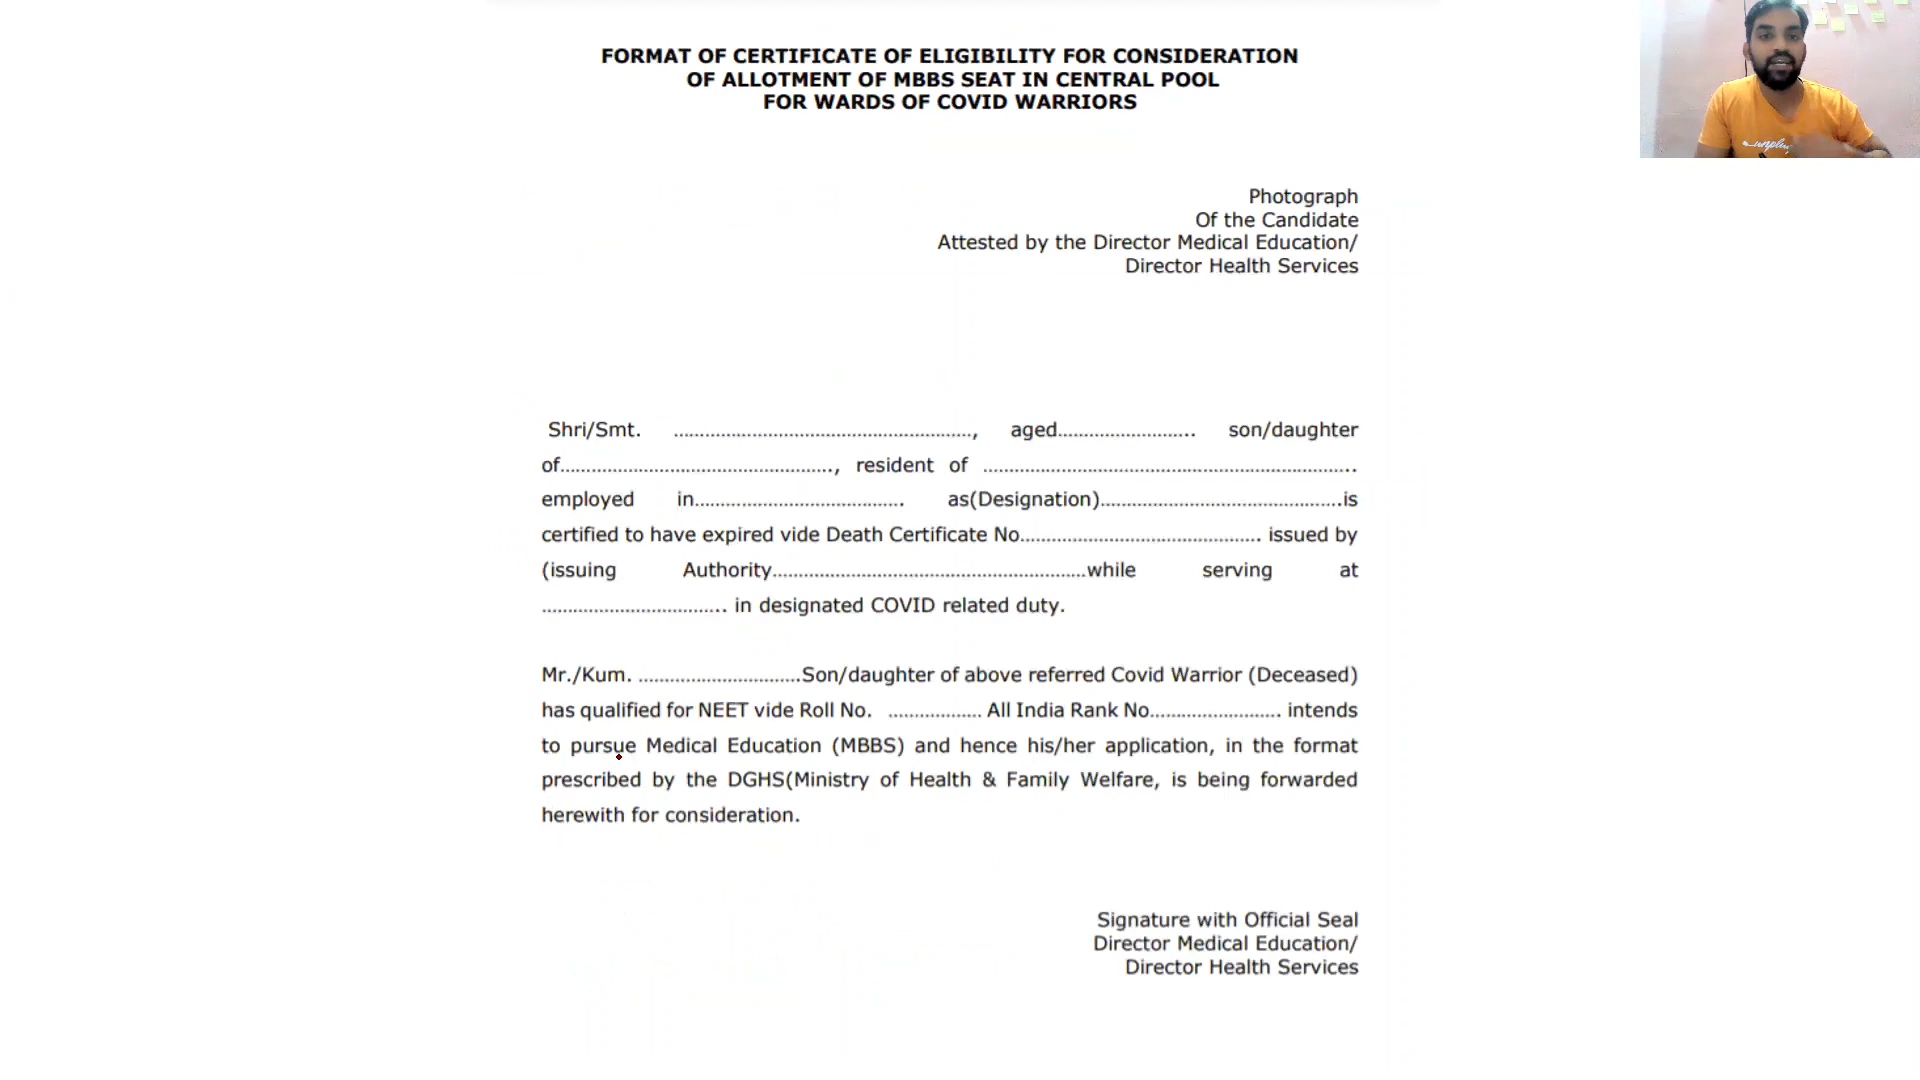 FORMAT OF CERTIFICATE OF ELIGIBILITY FOR CONSIDERATION
OF ALLOTMENT OF MBBS SEAT IN CENTRAL POOL
FOR WARDS OF COVID WARRIORS
Photograph
Of the Candidate
Attested by the Director Medical Education/
Director Health Services
Shri/Smt. ........................................................., aged.......................... son/daughter
of...................................................., resident of .......................................................................
employed in........................................ as(Designation)..............................................is
certified to have expired vide Death Certificate No.............................................. issued by
(issuing Authority............................................................while serving at
.................................... in designated COVID related duty.
Mr./Kum. ...............................Son/daughter of above referred Covid Warrior (Deceased)
has qualified for NEET vide Roll No. .................. All India Rank No......................... intends
to pursue Medical Education (MBBS) and hence his/her application, in the format
prescribed by the DGHS(Ministry of Health & Family Welfare, is being forwarded
herewith for consideration.
Signature with Official Seal
Director Medical Education/
Director Health Services